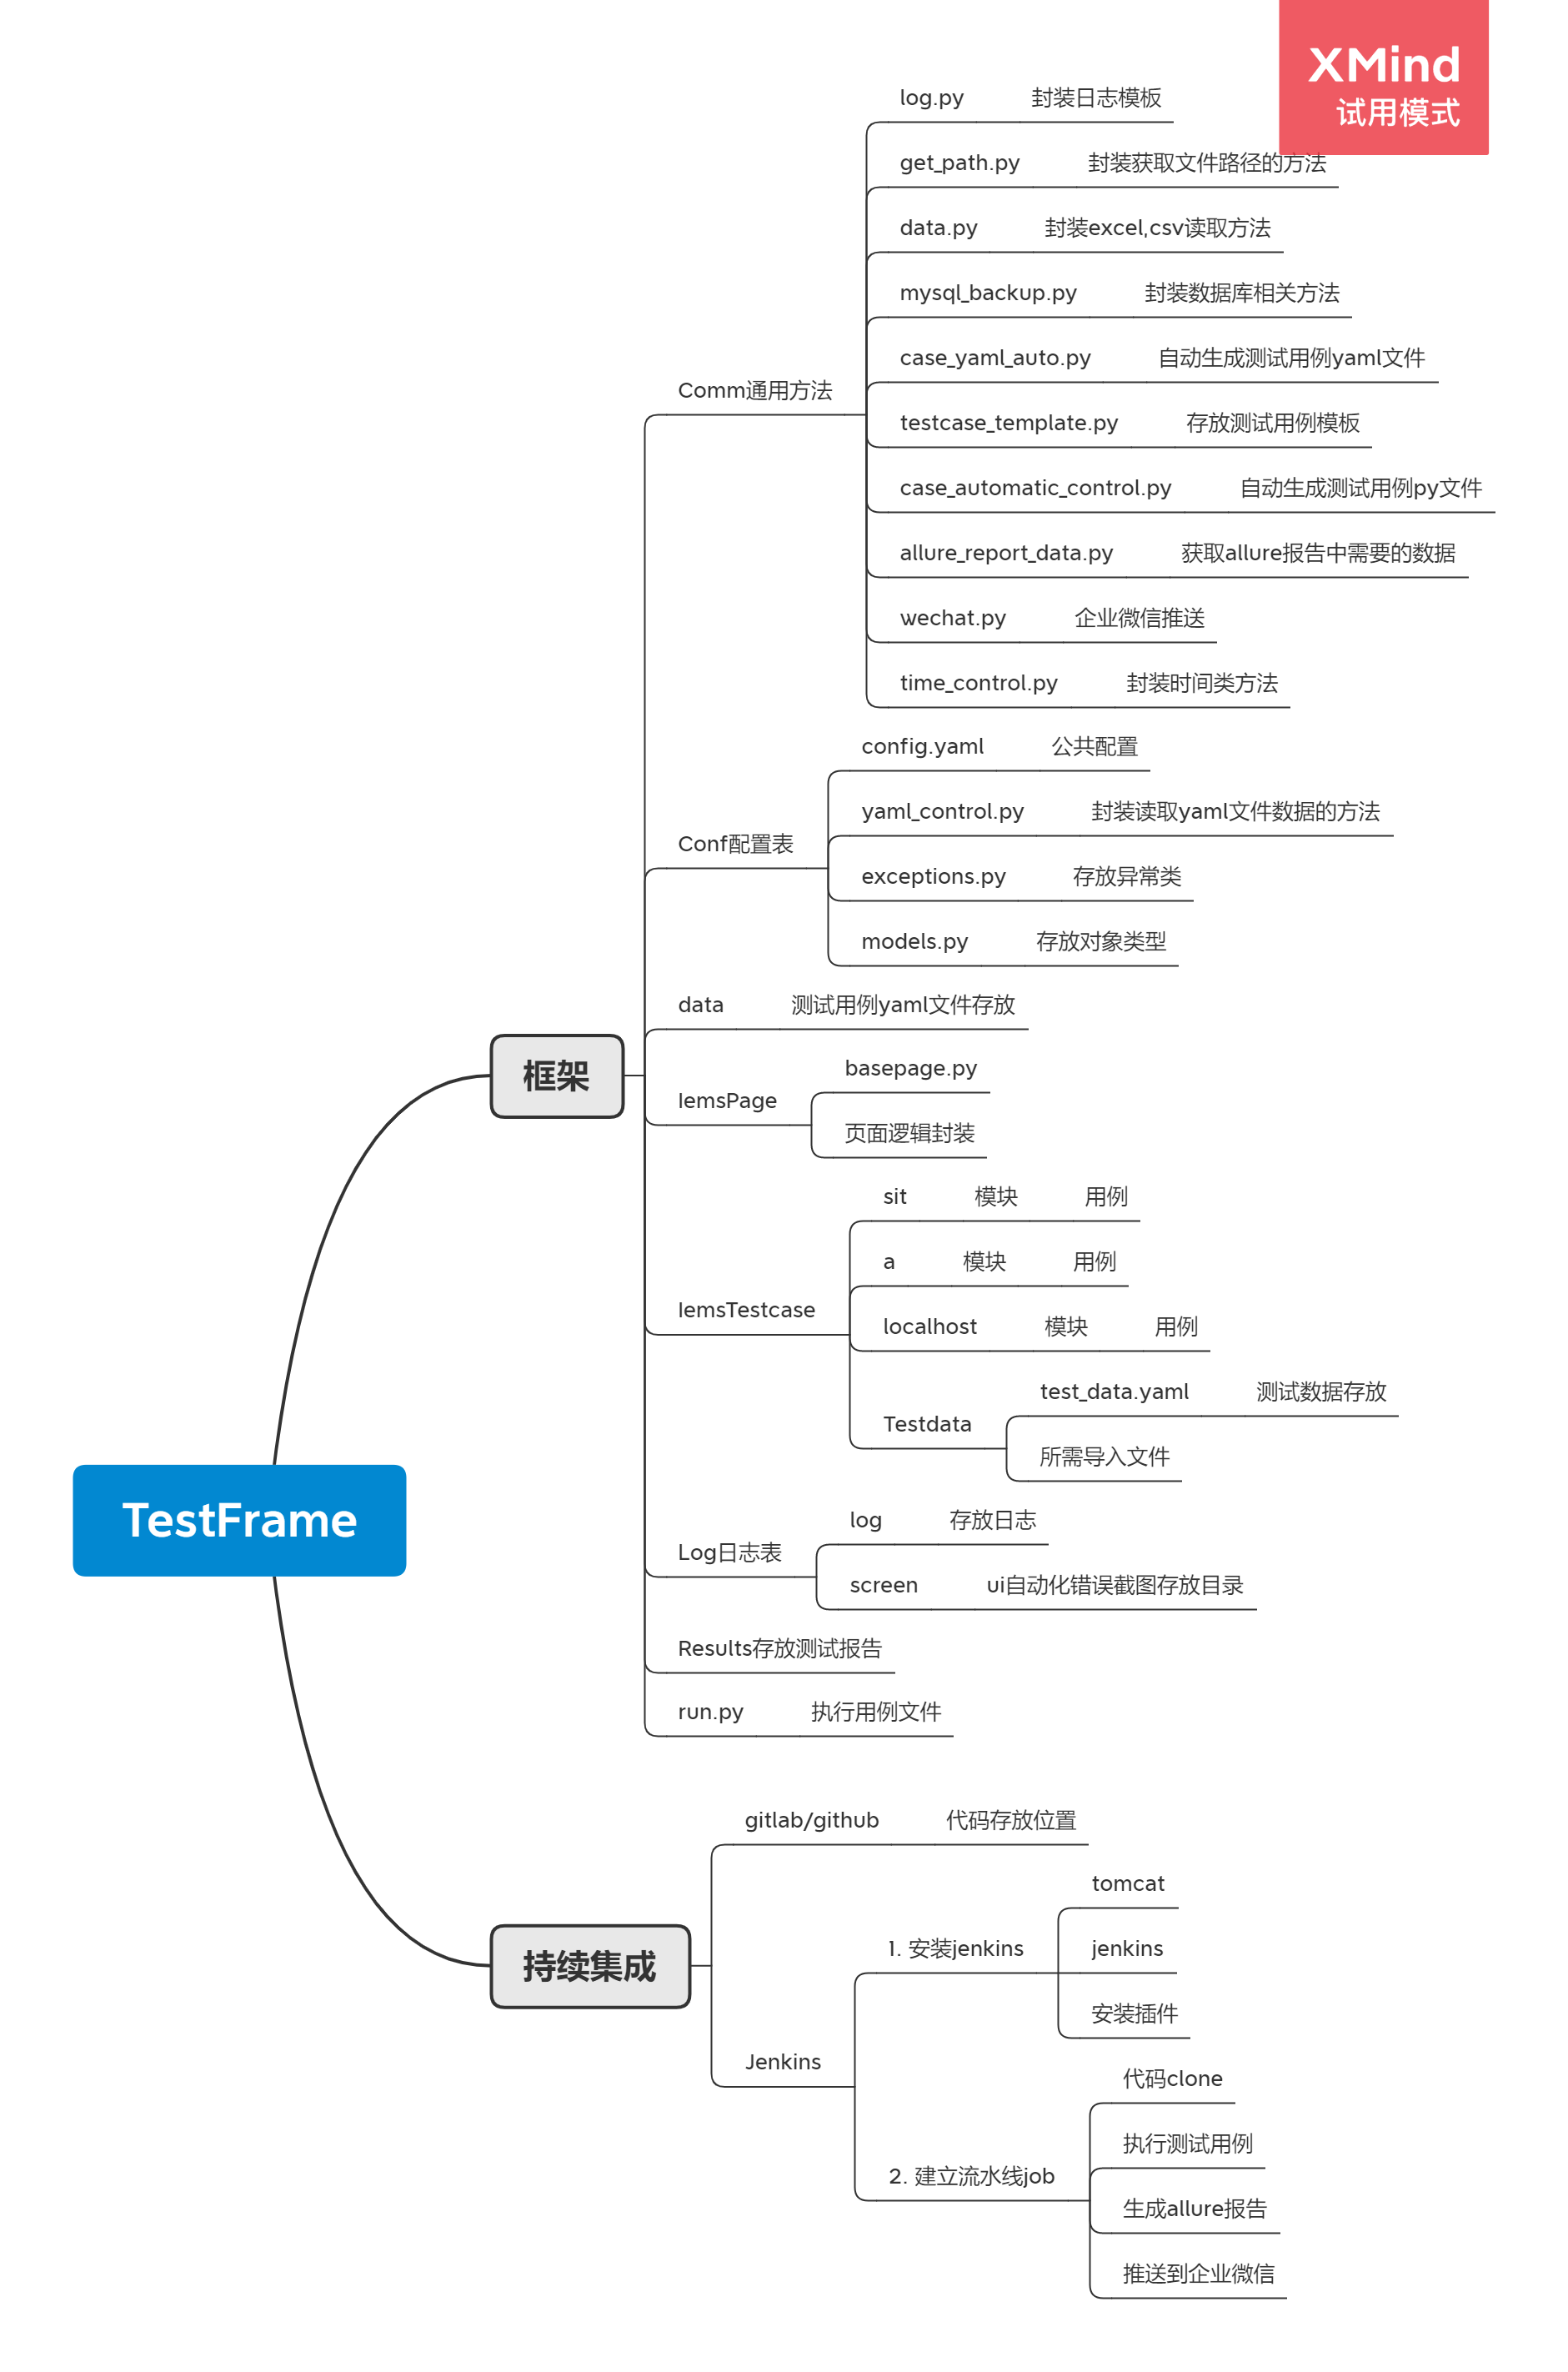 XMind
试用模式
log.py 封装日志模板
get_path.py 封装获取文件路径的方法
data.py 封装excel,csv读取方法
mysql_backup.py 封装数据库相关方法
case_yaml_auto.py 自动生成测试用例yaml文件
Comm通用方法
testcase_template.py 存放测试用例模板
case_automatic_control.py 自动生成测试用例py文件
allure_report_data.py 获取allure报告中需要的数据
wechat.py 企业微信推送
time_control.py 封装时间类方法
config.yaml 公共配置
yaml_control.py 封装读取yaml文件数据的方法
Conf配置表
exceptions.py 存放异常类
models.py 存放对象类型
data 测试用例yaml文件存放
框架
basepage.py
IemsPage
页面逻辑封装
sit 模块 用例
a 模块 用例
IemsTestcase
localhost 模块 用例
test_data.yaml 测试数据存放
Testdata
所需导入文件
TestFrame
log 存放日志
Log日志表
screen ui自动化错误截图存放目录
Results存放测试报告
run.py 执行用例文件
gitlab/github 代码存放位置
tomcat
1. 安装jenkins
jenkins
持续集成
安装插件
Jenkins
代码clone
执行测试用例
2. 建立流水线job
生成allure报告
推送到企业微信